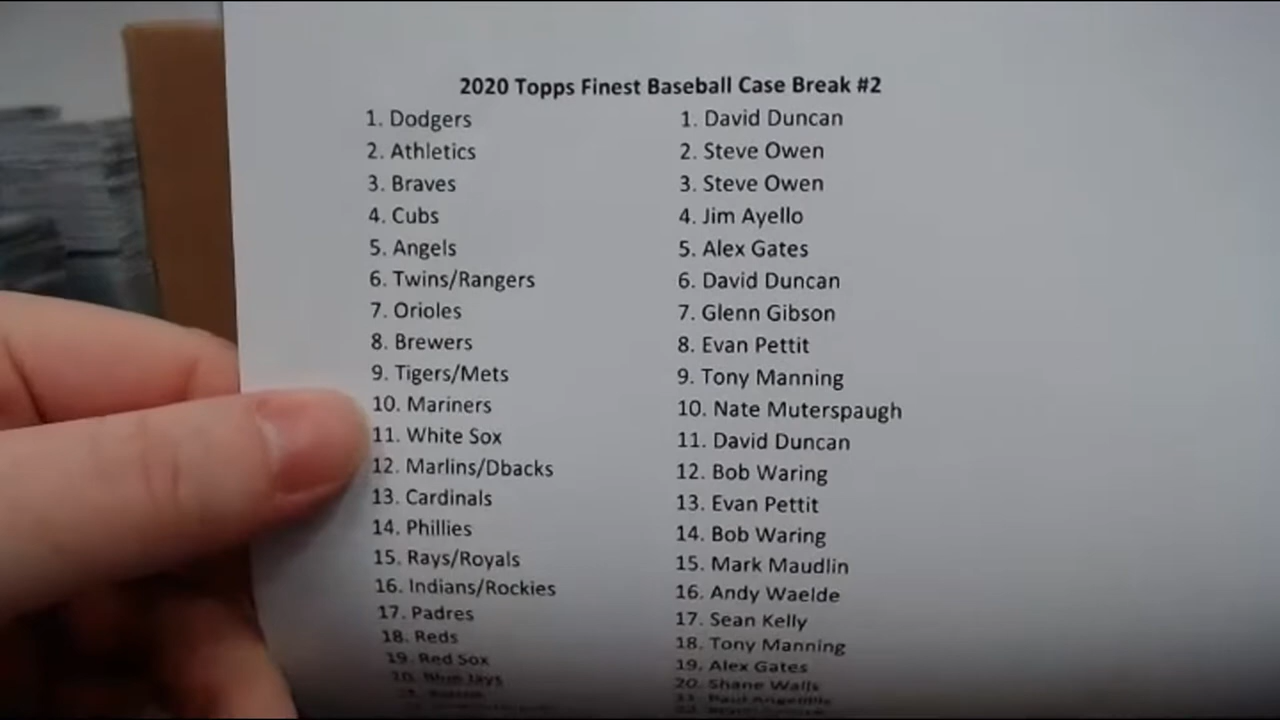 2020 Topps Finest Baseball Case Break #2
1. Dodgers 1. David Duncan
2. Athletics 2. Steve Owen
3. Braves 3. Steve Owen
4. Cubs 4. Jim Ayello
5. Angels 5. Alex Gates
6. Twins/Rangers 6. David Duncan
7. Orioles 7. Glenn Gibson
8. Brewers 8. Evan Pettit
9. Tigers/Mets 9. Tony Manning
10. Mariners 10. Nate Muterspaugh
11. White Sox 11. David Duncan
12. Marlins/Dbacks 12. Bob Waring
13. Cardinals 13. Evan Pettit
14. Phillies 14. Bob Waring
15. Rays/Royals 15. Mark Maudlin
16. Indians/Rockies 16. Andy Waelde
17. Padres 17. Sean Kelly
18. Reds 18. Tony Manning
19. Red Sox 19. Alex Gates
20. Blue Jays 20. Shane Walls